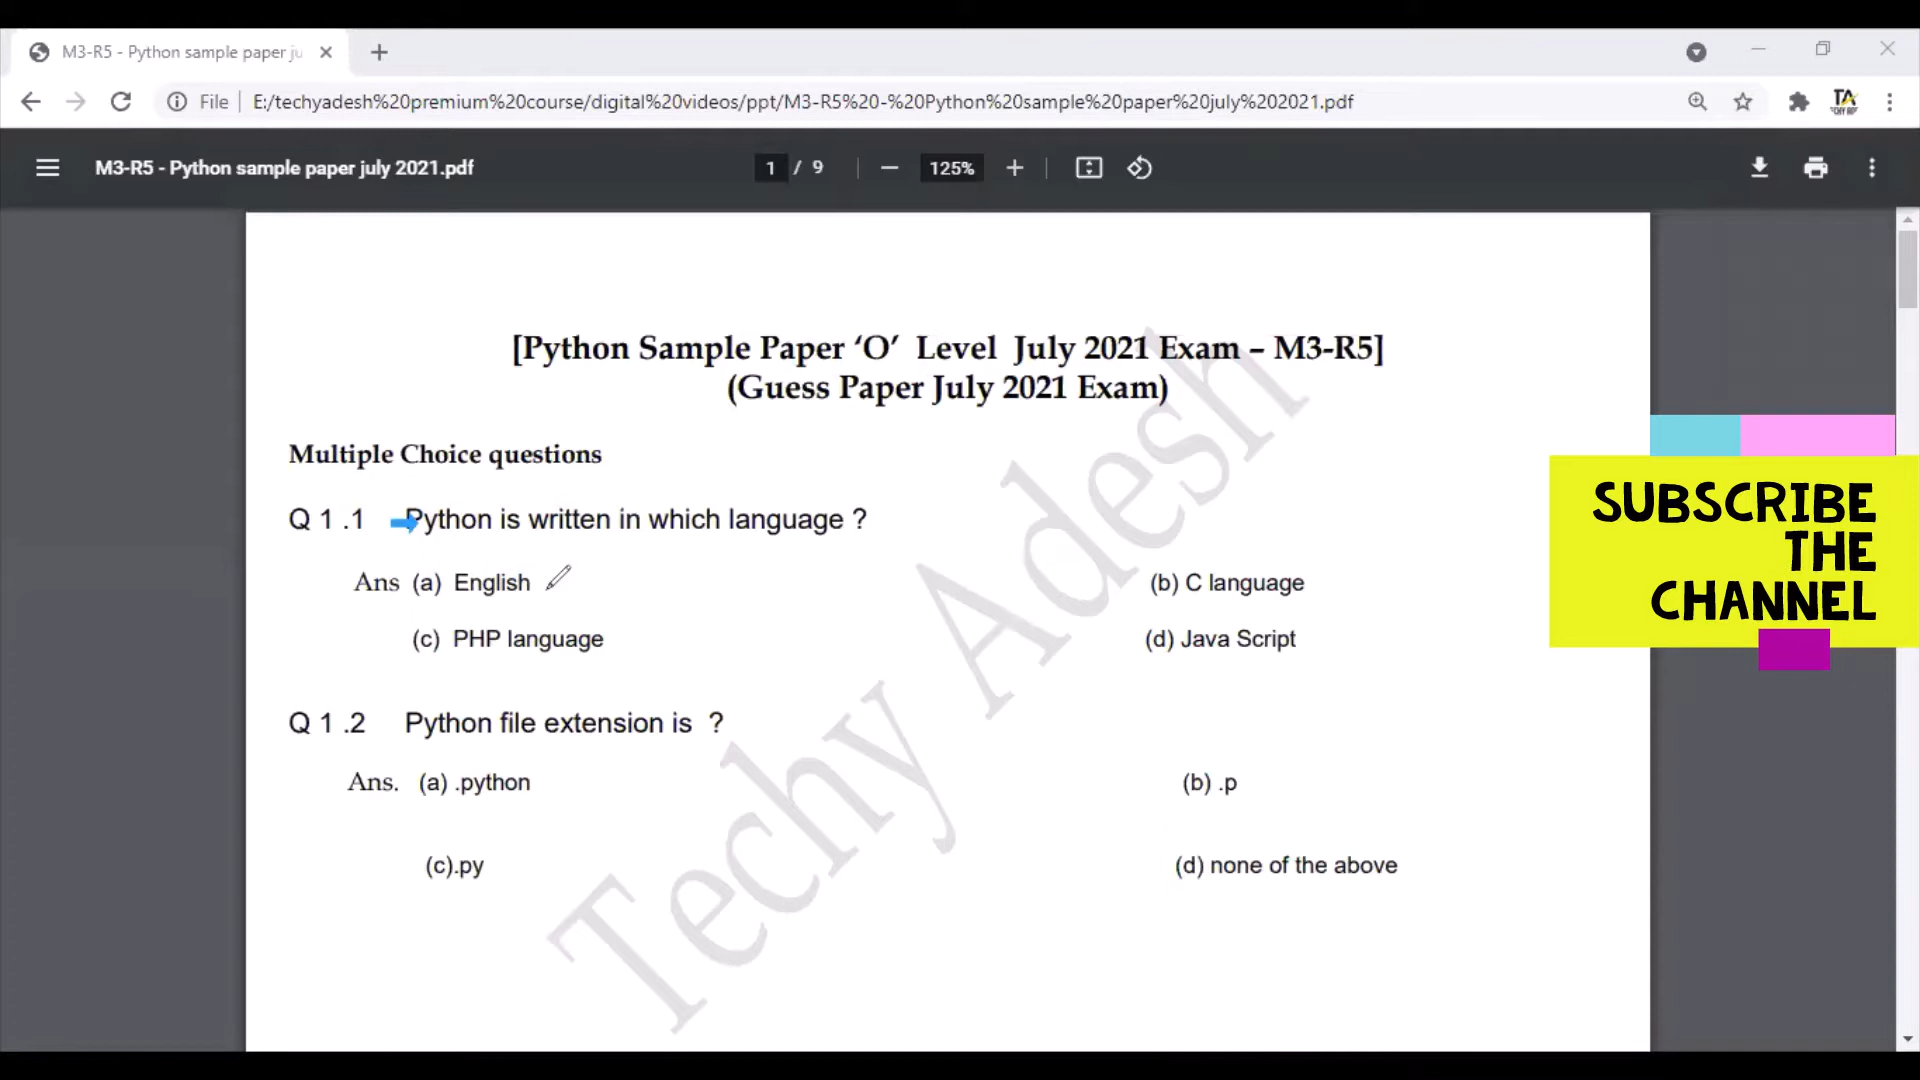 M3-R5 - Python sample paper ju
File
E:/techyadesh%20premium%20course/digital%20videos/ppt/M3-R5%20-%20Python%20sample%20paper%20july%202021.pdf
TA
M3-R5 - Python sample paper july 2021.pdf
1 / 9
125%
[Python Sample Paper ‘O’ Level July 2021 Exam – M3-R5]
(Guess Paper July 2021 Exam)
Multiple Choice questions
Q 1 .1 Python is written in which language ?
Ans (a) English (b) C language
(c) PHP language (d) Java Script
Q 1 .2 Python file extension is ?
Ans. (a) .python (b) .p
(c).py (d) none of the above
Techy Adesh
SUBSCRIBE
THE
CHANNEL